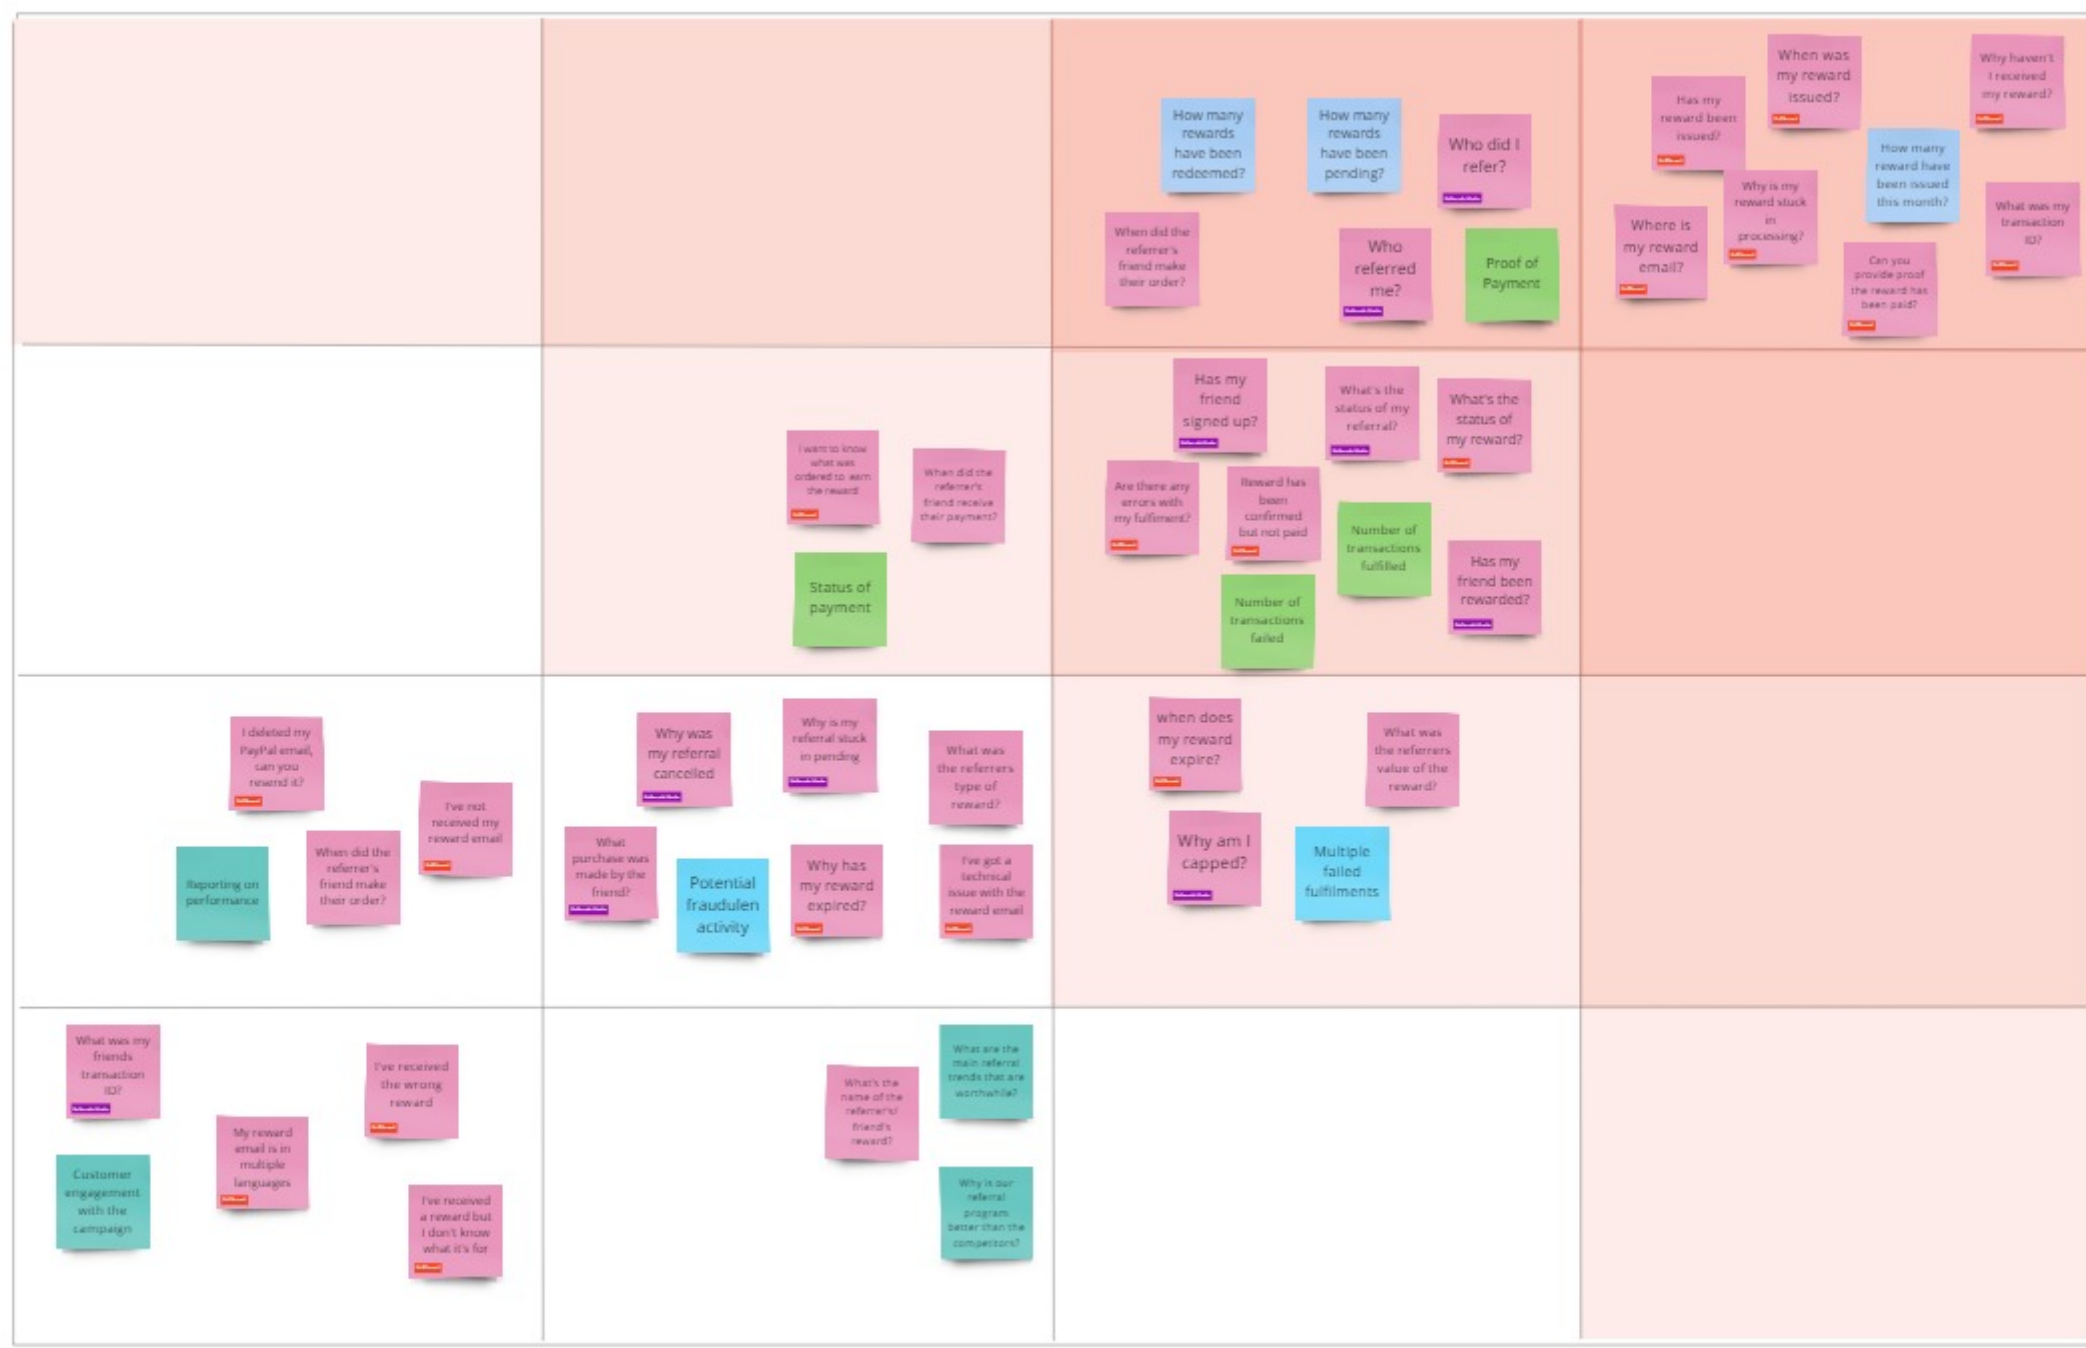 How many
rewards
have been
redeemed?
How many
rewards
have been
pending?
Who did I
refer?
When did the
referrer's
friend make
their order?
Who
referred
me?
Proof of
Payment
Has my
reward been
issued?
When was
my reward
issued?
Why haven't
I received
my reward?
How many
reward have
been issued
this month?
Why is my
reward stuck
in
processing?
Where is
my reward
email?
What was my
transaction
ID?
Can you
provide proof
the reward has
been paid?
I want to know
what was
ordered to earn
the reward
When did the
referrer's
friend receive
their payment?
Status of
payment
Has my
friend
signed up?
What's the
status of my
referral?
What's the
status of
my reward?
Are there any
errors with
my fulfilment?
Reward has
been
confirmed
but not paid
Number of
transactions
fulfilled
Has my
friend been
rewarded?
Number of
transactions
failed
I deleted my
PayPal email,
can you
resend it?
I've not
received my
reward email
Reporting on
performance
When did the
referrer's
friend make
their order?
Why was
my referral
cancelled
Why is my
referral stuck
in pending
What was
the referrers
type of
reward?
What
purchase was
made by the
friend?
Potential
fraudulen
activity
Why has
my reward
expired?
I've got a
technical
issue with the
reward email
when does
my reward
expire?
What was
the referrers
value of the
reward?
Why am I
capped?
Multiple
failed
fulfilments
What was my
friends
transaction
ID?
I've received
the wrong
reward
My reward
email is in
multiple
languages
Customer
engagement
with the
campaign
I've received
a reward but
I don't know
what it's for
What's the
name of the
referrer's/
friend's
reward?
What are the
main referral
trends that are
worthwhile?
Why is our
referral
program
better than the
competitors?